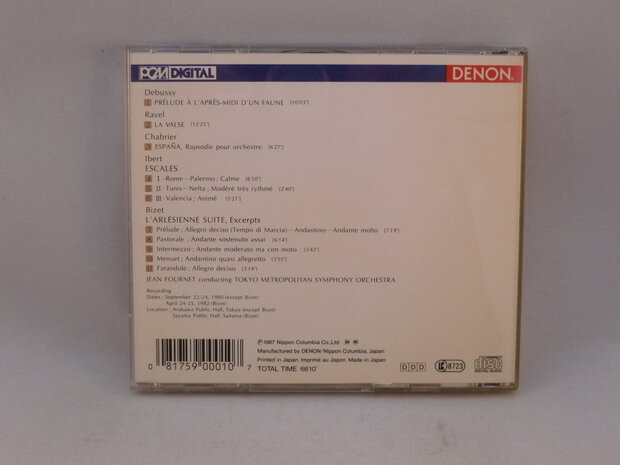 PCM DIGITAL
DENON
Debussy
1 PRÉLUDE À L'APRÈS-MIDI D'UN FAUNE [10'03"]
Ravel
2 LA VALSE [12'25"]
Chabrier
3 ESPAÑA, Rapsodie pour orchestre [6'27"]
Ibert
ESCALES
4 I-Rome—Palermo; Calme [6'50"]
5 II-Tunis—Nefta; Modéré très rythmé [2'40"]
6 III-Valencia; Animé [5'25"]
Bizet
L'ARLÉSIENNE SUITE, Excerpts
7 Prélude; Allegro deciso (Tempo di Marcia)—Andantino—Andante molto [7'19"]
8 Pastorale; Andante sostenuto assai [6'14"]
9 Intermezzo; Andante moderato ma con moto [3'42"]
10 Menuet; Andantino quasi allegretto [3'55"]
11 Farandole; Allegro deciso [3'14"]
JEAN FOURNET conducting TOKYO METROPOLITAN SYMPHONY ORCHESTRA
Recording
Dates : September 22-24, 1980 (except Bizet)
April 24-25, 1982 (Bizet)
Location : Arakawa Public Hall, Tokyo (except Bizet)
Sayama Public Hall, Saitama (Bizet)
℗1987 Nippon Columbia Co., Ltd.
Manufactured by DENON/Nippon Columbia, Japan
Printed in Japan, Imprimé au Japon. Made in Japan
TOTAL TIME 68'10"
0 81759 00010 7
DDD
8723
COMPACT
disc
DIGITAL AUDIO